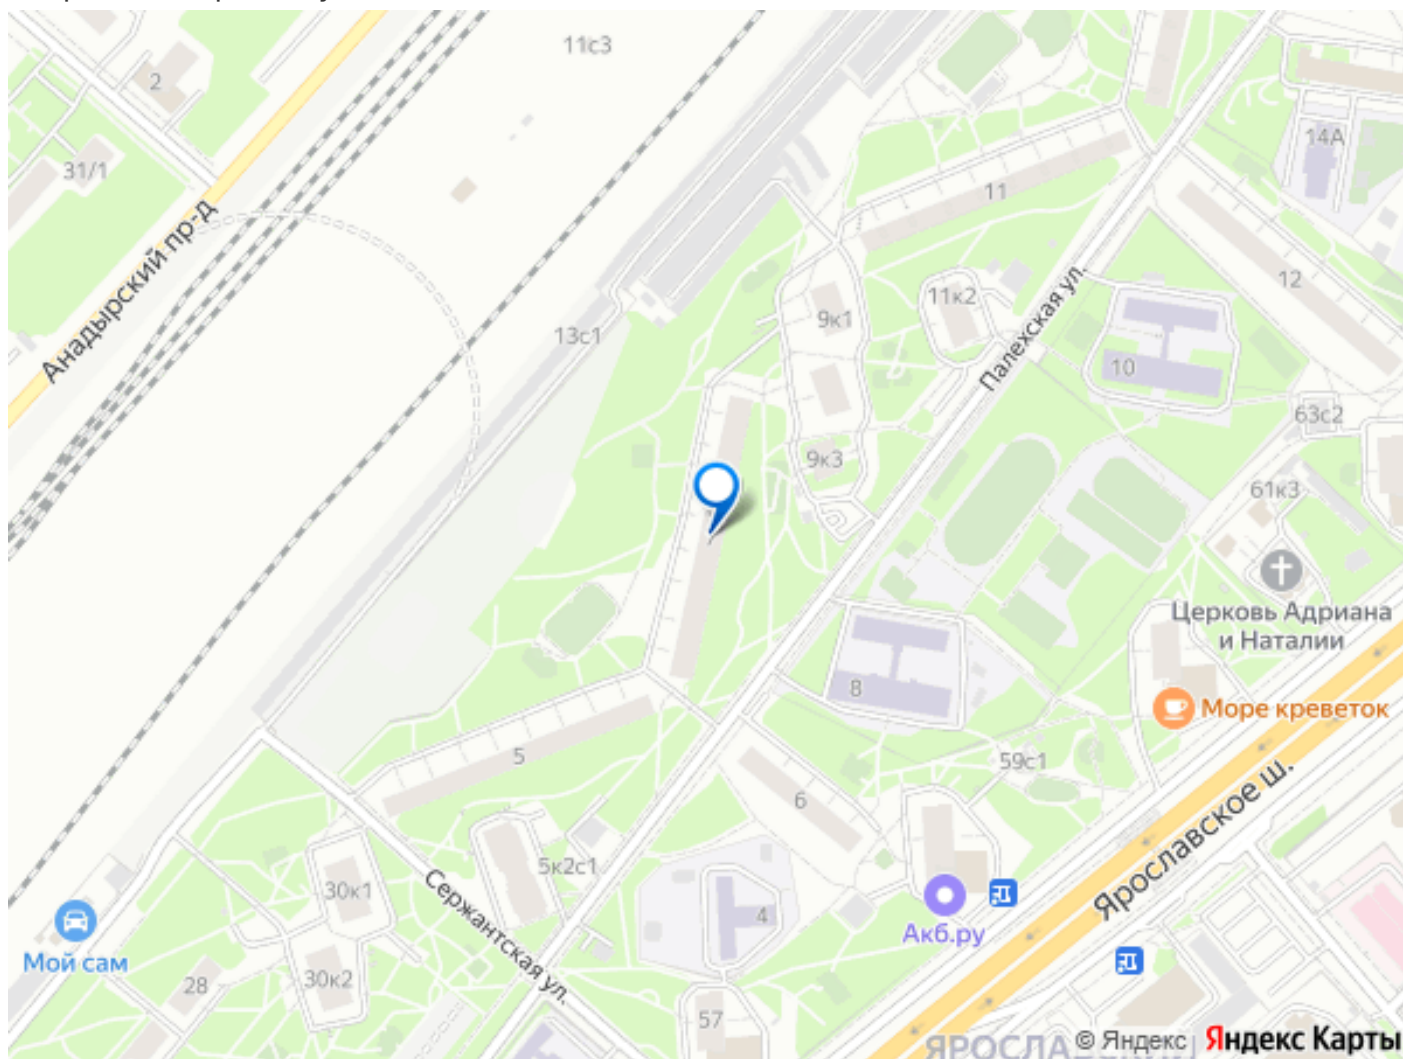 11с3
2
31/1
14А
Анадырский пр-д
11
12
11к2
9к1
13с1
Палехская ул.
10
63с2
9к3
61к3
Церковь Адриана
и Наталии
8
Море креветок
5
59с1
6
Ярославское ш.
5к2с1
30к1
Сержантская ул.
4
Акб.ру
Мой сам
28
30к2
57
© Яндекс Яндекс Карты